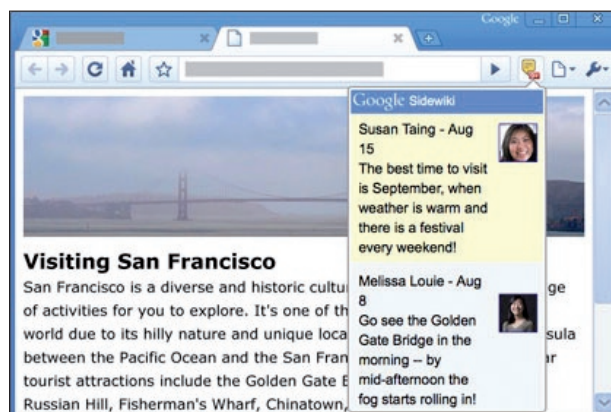 Google
Google Sidewiki
Susan Taing - Aug
15
The best time to visit
is September, when
weather is warm and
there is a festival
every weekend!
Melissa Louie - Aug
8
Go see the Golden
Gate Bridge in the
morning -- by
mid-afternoon the
fog starts rolling in!
Visiting San Francisco
San Francisco is a diverse and historic ge
of activities for you to explore. It's one of
world due to its hilly nature and unique sula
between the Pacific Ocean and the San
tourist attractions include the Golden Gate
Russian Hill, Fisherman's Wharf, Chinatown,